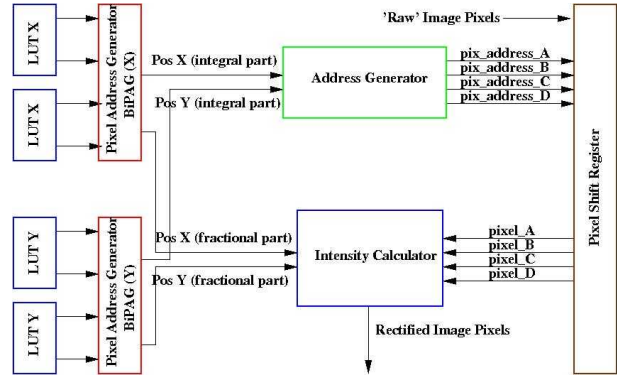 LUT X
LUT X
Pixel Address Generator
BiPAG (X)
Pos X (integral part)
Pos Y (integral part)
Address Generator
'Raw' Image Pixels
pix_address_A
pix_address_B
pix_address_C
pix_address_D
Pixel Shift Register
LUT Y
LUT Y
Pixel Address Generator
BiPAG (Y)
Pos X (fractional part)
Pos Y (fractional part)
Intensity Calculator
pixel_A
pixel_B
pixel_C
pixel_D
Rectified Image Pixels